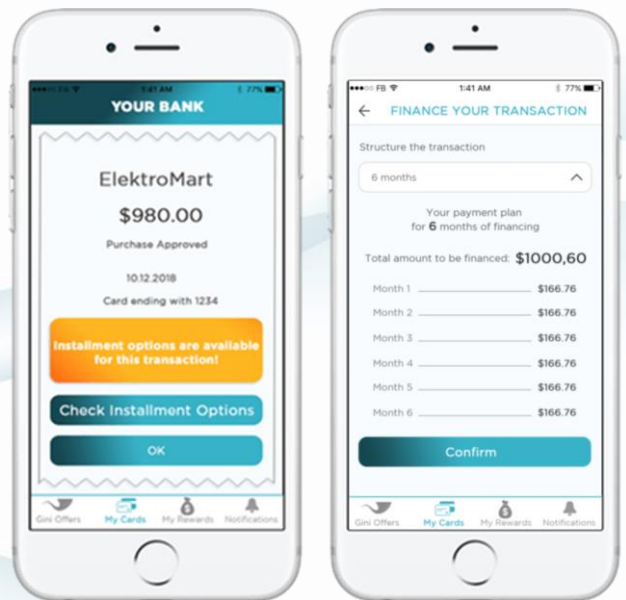 1:41 AM
77%
YOUR BANK
ElektroMart
$980.00
Purchase Approved
10.12.2018
Card ending with 1234
Installment options are available
for this transaction!
Check Installment Options
OK
Gini Offers
My Cards
My Rewards
Notifications
FB
1:41 AM
77%
← FINANCE YOUR TRANSACTION
Structure the transaction
6 months
Your payment plan
for 6 months of financing
Total amount to be financed: $1000,60
Month 1 $166.76
Month 2 $166.76
Month 3 $166.76
Month 4 $166.76
Month 5 $166.76
Month 6 $166.76
Confirm
Gini Offers
My Cards
My Rewards
Notifications